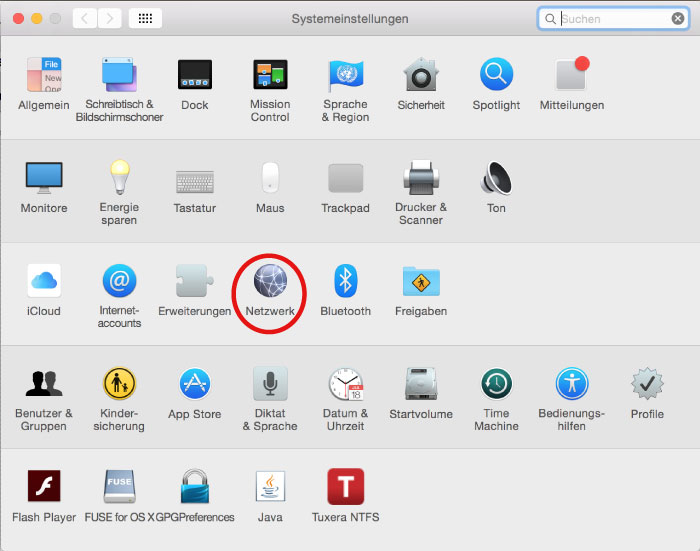 Systemeinstellungen
Suchen
File
New
Ope
Allgemein
Schreibtisch &
Bildschirmschoner
Dock
Mission
Control
Sprache
& Region
Sicherheit
Spotlight
Mitteilungen
Monitore
Energie
sparen
Tastatur
Maus
Trackpad
Drucker &
Scanner
Ton
iCloud
@
Internet-
accounts
Erweiterungen
Netzwerk
Bluetooth
Freigaben
Benutzer &
Gruppen
Kinder-
sicherung
App Store
Diktat
& Sprache
JUL
18
Datum &
Uhrzeit
Startvolume
Time
Machine
Bedienungs-
hilfen
Profile
Flash Player
FUSE
FUSE for OS X
GPGPreferences
Java
T
Tuxera NTFS